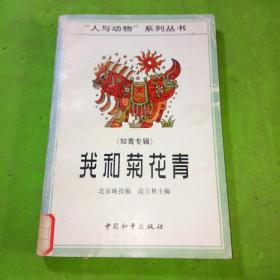 “人与动物”系列丛书
（知青专辑）
我和菊花青
北京晚报编 高立林主编
中国和平出版社